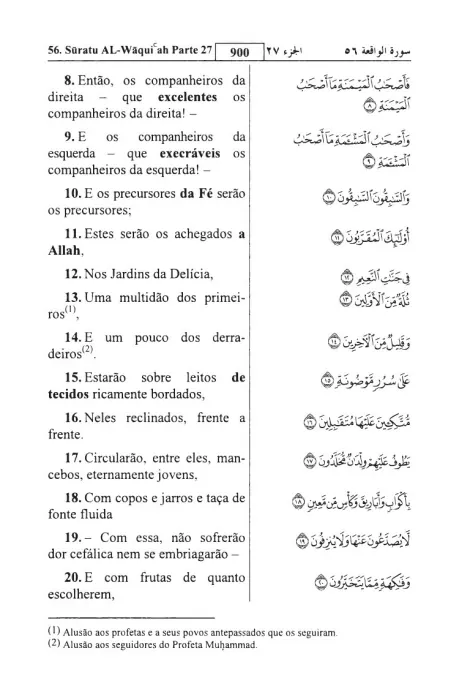 56. Sūratu AL-Wāqui^cah Parte 27
900
الجزء ٢٧
سورة الواقعة ٥٦
8. Então, os companheiros da
direita – que excelentes os
companheiros da direita! –
9. E os companheiros da
esquerda – que execráveis os
companheiros da esquerda! –
10. E os precursores da Fé serão
os precursores;
11. Estes serão os achegados a
Allah,
12. Nos Jardins da Delícia,
13. Uma multidão dos primei-
ros(1),
14. E um pouco dos derra-
deiros(2).
15. Estarão sobre leitos de
tecidos ricamente bordados,
16. Neles reclinados, frente a
frente.
17. Circularão, entre eles, man-
cebos, eternamente jovens,
18. Com copos e jarros e taça de
fonte fluida
19. – Com essa, não sofrerão
dor cefálica nem se embriagarão –
20. E com frutas de quanto
escolherem,
فَأَصْحَٰبُ ٱلْمَيْمَنَةِ مَآ أَصْحَٰبُ
ٱلْمَيْمَنَةِ ٨
وَأَصْحَٰبُ ٱلْمَشْـَٔمَةِ مَآ أَصْحَٰبُ
ٱلْمَشْـَٔمَةِ ٩
وَٱلسَّٰبِقُونَ ٱلسَّٰبِقُونَ ١٠
أُوْلَٰٓئِكَ ٱلْمُقَرَّبُونَ ١١
فِي جَنَّٰتِ ٱلنَّعِيمِ ١٢
ثُلَّةٌ مِّنَ ٱلْأَوَّلِينَ ١٣
وَقَلِيلٌ مِّنَ ٱلْأٓخِرِينَ ١٤
عَلَىٰ سُرُرٍ مَّوْضُونَةٍ ١٥
مُّتَّكِـِٔينَ عَلَيْهَا مُتَقَٰبِلِينَ ١٦
يَطُوفُ عَلَيْهِمْ وِلْدَٰنٌ مُّخَلَّدُونَ ١٧
بِأَكْوَابٍ وَأَبَارِيقَ وَكَأْسٍ مِّن مَّعِينٍ ١٨
لَّا يُصَدَّعُونَ عَنْهَا وَلَا يُنزِفُونَ ١٩
وَفَٰكِهَةٍ مِّمَّا يَتَخَيَّرُونَ ٢٠
(1) Alusão aos profetas e a seus povos antepassados que os seguiram.
(2) Alusão aos seguidores do Profeta Muḥammad.